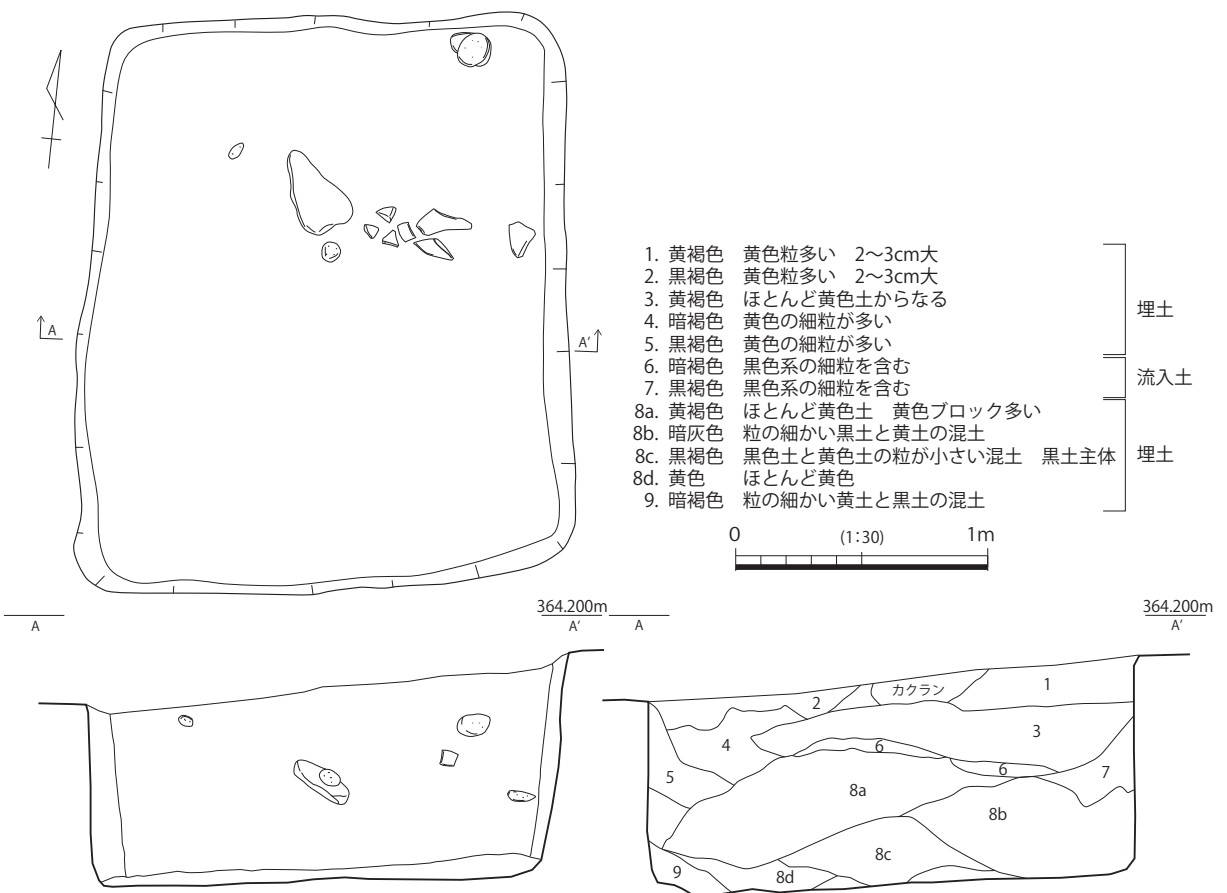 A
A'
1. 黄褐色 黄色粒多い 2～3cm大
2. 黒褐色 黄色粒多い 2～3cm大
3. 黄褐色 ほとんど黄色土からなる
4. 暗褐色 黄色の細粒が多い
5. 黒褐色 黄色の細粒が多い
埋土
6. 暗褐色 黒色系の細粒を含む
7. 黒褐色 黒色系の細粒を含む
流入土
8a. 黄褐色 ほとんど黄色土 黄色ブロック多い
8b. 暗灰色 粒の細かい黒土と黄土の混土
8c. 黒褐色 黒色土と黄色土の粒が小さい混土 黒土主体
8d. 黄色 ほとんど黄色
9. 暗褐色 粒の細かい黄土と黒土の混土
埋土
0 (1:30) 1m
A
364.200m
A'
A
364.200m
A'
カクラン
1
2
3
4
6
6
7
5
8a
8b
8c
9
8d